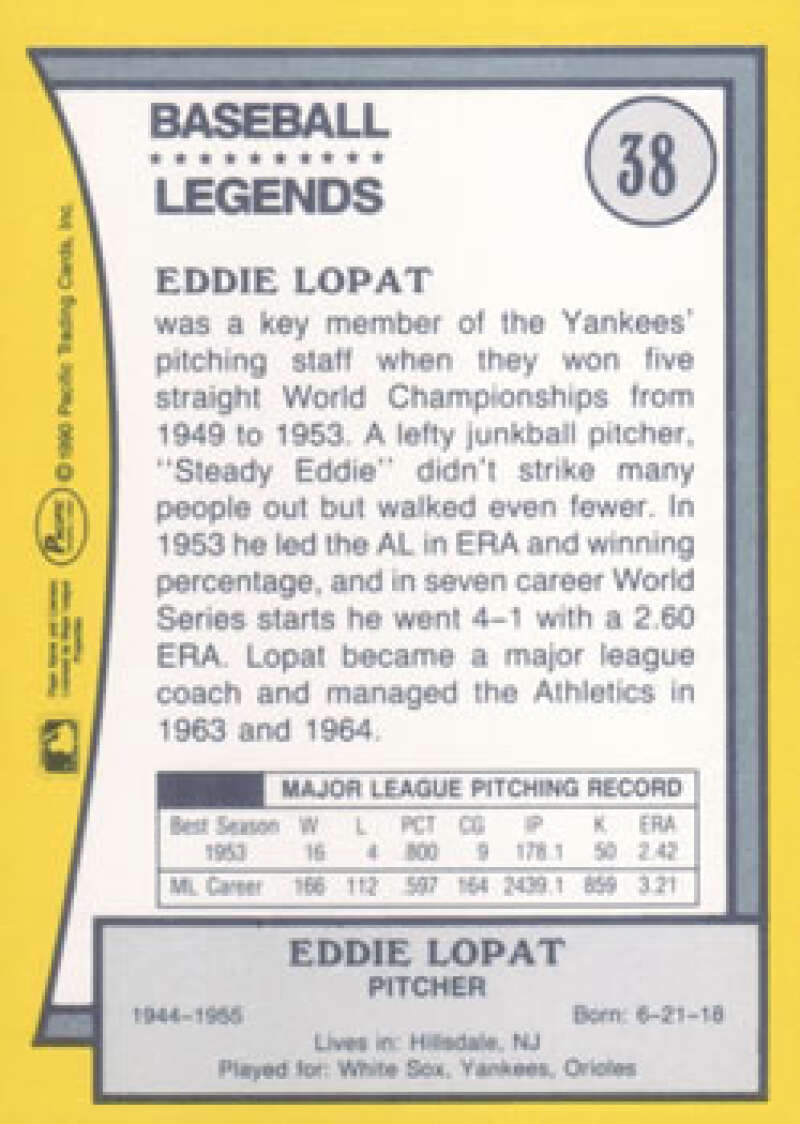 BASEBALL
LEGENDS
38
EDDIE LOPAT
was a key member of the Yankees'
pitching staff when they won five
straight World Championships from
1949 to 1953. A lefty junkball pitcher,
"Steady Eddie" didn't strike many
people out but walked even fewer. In
1953 he led the AL in ERA and winning
percentage, and in seven career World
Series starts he went 4–1 with a 2.60
ERA. Lopat became a major league
coach and managed the Athletics in
1963 and 1964.
MAJOR LEAGUE PITCHING RECORD
Best Season W L PCT CG IP K ERA
1953 16 4 .800 9 178.1 50 2.42
ML Career 166 112 .597 164 2439.1 859 3.21
EDDIE LOPAT
PITCHER
1944–1955 Born: 6–21–18
Lives in: Hillsdale, NJ
Played for: White Sox, Yankees, Orioles
© 1990 Pacific Trading Cards, Inc.
PACIFIC